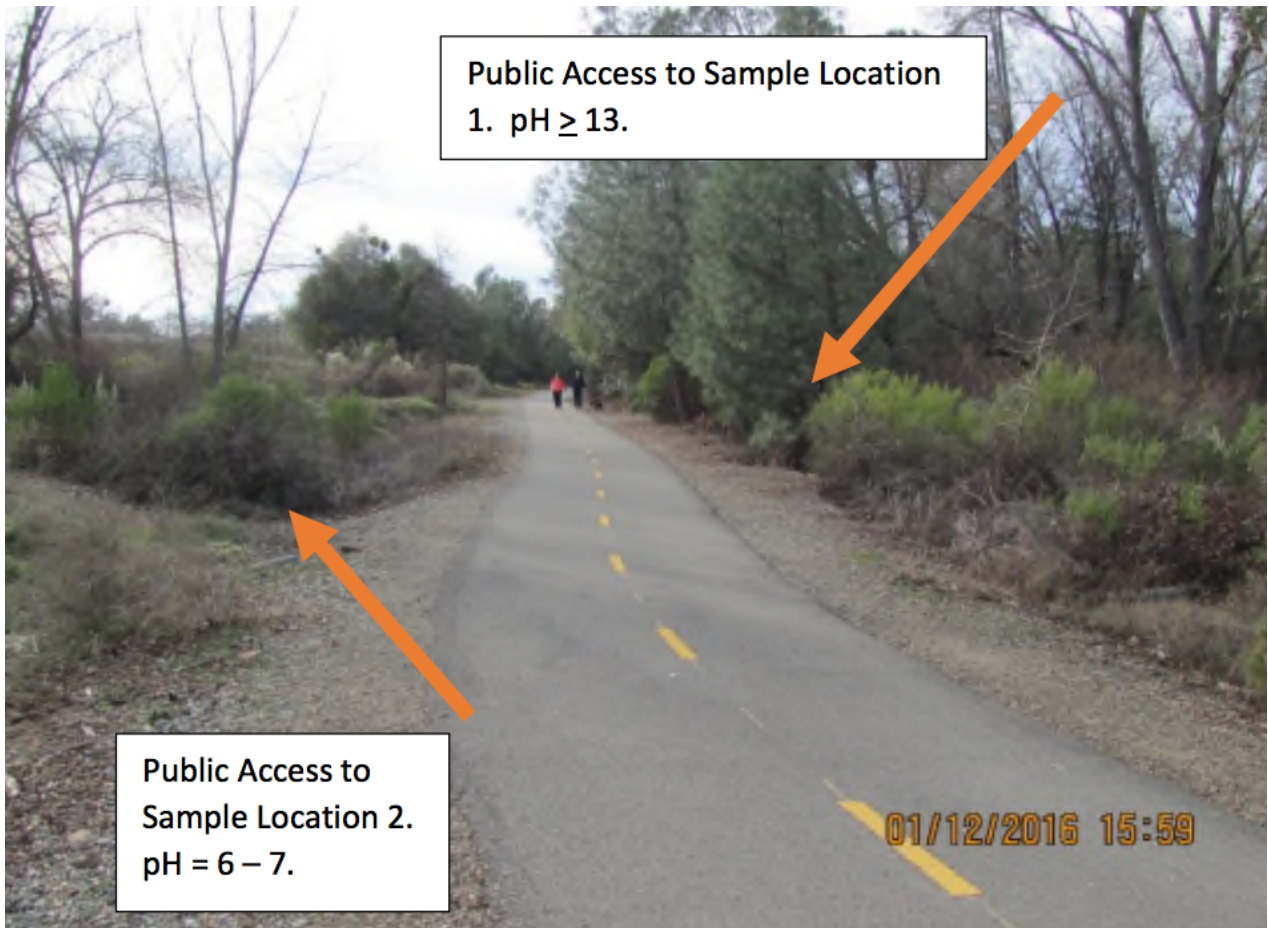 Public Access to Sample Location
1. pH ≥ 13.
Public Access to
Sample Location 2.
pH = 6 – 7.
01/12/2016 15:59